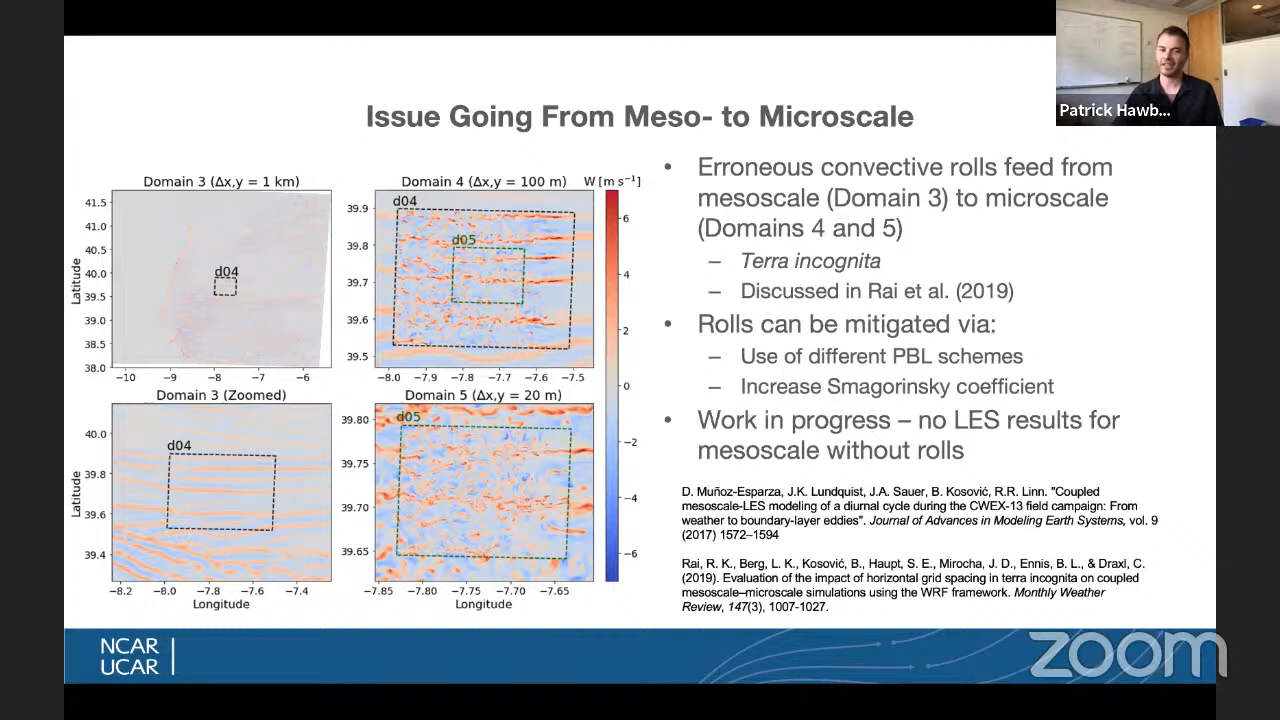 Patrick Hawb...
Issue Going From Meso- to Microscale
Domain 3 (Δx,y = 1 km)
41.5
41.0
40.5
40.0
39.5
39.0
38.5
38.0
Latitude
d04
−10
−9
−8
−7
−6
Domain 4 (Δx,y = 100 m)
W [m s⁻¹]
d04
d05
39.9
39.8
39.7
39.6
39.5
−8.0
−7.9
−7.8
−7.7
−7.6
−7.5
6
4
2
0
−2
−4
−6
Domain 3 (Zoomed)
40.0
39.8
39.6
39.4
Latitude
d04
−8.2
−8.0
−7.8
−7.6
−7.4
Longitude
Domain 5 (Δx,y = 20 m)
d05
39.80
39.75
39.70
39.65
−7.85
−7.80
−7.75
−7.70
−7.65
Longitude
• Erroneous convective rolls feed from
mesoscale (Domain 3) to microscale
(Domains 4 and 5)
– Terra incognita
– Discussed in Rai et al. (2019)
• Rolls can be mitigated via:
– Use of different PBL schemes
– Increase Smagorinsky coefficient
• Work in progress – no LES results for
mesoscale without rolls
D. Muñoz-Esparza, J.K. Lundquist, J.A. Sauer, B. Kosović, R.R. Linn. "Coupled
mesoscale-LES modeling of a diurnal cycle during the CWEX-13 field campaign: From
weather to boundary-layer eddies". Journal of Advances in Modeling Earth Systems, vol. 9
(2017) 1572–1594
Rai, R. K., Berg, L. K., Kosović, B., Haupt, S. E., Mirocha, J. D., Ennis, B. L., & Draxl, C.
(2019). Evaluation of the impact of horizontal grid spacing in terra incognita on coupled
mesoscale–microscale simulations using the WRF framework. Monthly Weather
Review, 147(3), 1007-1027.
NCAR
UCAR
zoom